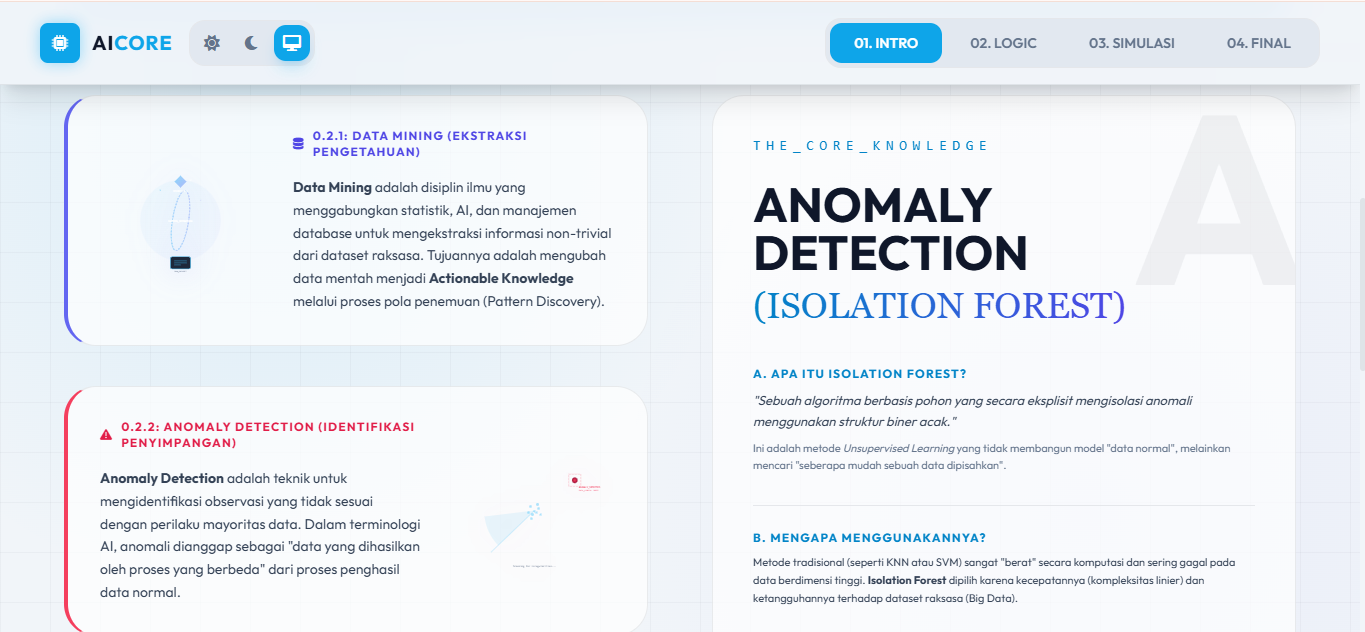 AICORE
01. INTRO
02. LOGIC
03. SIMULASI
04. FINAL
0.2.1: DATA MINING (EKSTRAKSI
PENGETAHUAN)
Data Mining adalah disiplin ilmu yang
menggabungkan statistik, AI, dan manajemen
database untuk mengekstraksi informasi non-trivial
dari dataset raksasa. Tujuannya adalah mengubah
data mentah menjadi Actionable Knowledge
melalui proses pola penemuan (Pattern Discovery).
0.2.2: ANOMALY DETECTION (IDENTIFIKASI
PENYIMPANGAN)
Anomaly Detection adalah teknik untuk
mengidentifikasi observasi yang tidak sesuai
dengan perilaku mayoritas data. Dalam terminologi
AI, anomali dianggap sebagai "data yang dihasilkan
oleh proses yang berbeda" dari proses penghasil
data normal.
A
THE_CORE_KNOWLEDGE
ANOMALY
DETECTION
(ISOLATION FOREST)
A. APA ITU ISOLATION FOREST?
"Sebuah algoritma berbasis pohon yang secara eksplisit mengisolasi anomali
menggunakan struktur biner acak."
Ini adalah metode Unsupervised Learning yang tidak membangun model "data normal", melainkan
mencari "seberapa mudah sebuah data dipisahkan".
B. MENGAPA MENGGUNAKANNYA?
Metode tradisional (seperti KNN atau SVM) sangat "berat" secara komputasi dan sering gagal pada
data berdimensi tinggi. Isolation Forest dipilih karena kecepatannya (kompleksitas linier) dan
ketangguhannya terhadap dataset raksasa (Big Data).